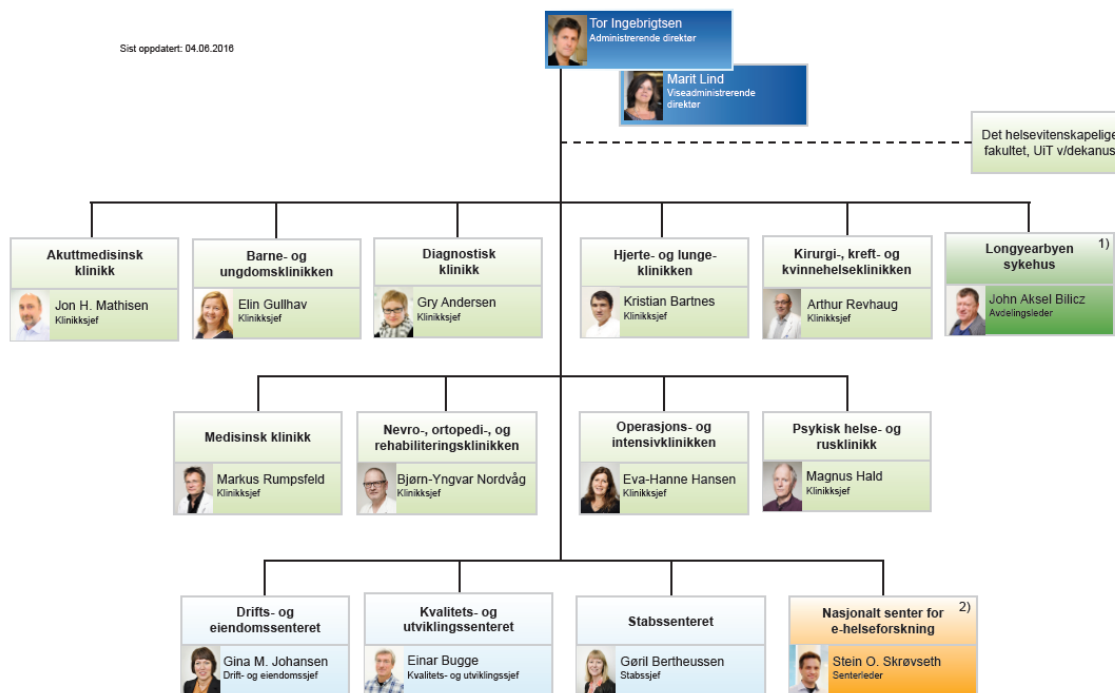 Sist oppdatert: 04.06.2016
Tor Ingebrigtsen
Administrerende direktør
Marit Lind
Viseadministrerende
direktør
Det helsevitenskapelige
fakultet, UiT v/dekanus
Akuttmedisinsk
klinikk
Jon H. Mathisen
Klinikksjef
Barne- og
ungdomsklinikken
Elin Gullhav
Klinikksjef
Diagnostisk
klinikk
Gry Andersen
Klinikksjef
Hjerte- og lunge-
klinikken
Kristian Bartnes
Klinikksjef
Kirurgi-, kreft- og
kvinnehelseklinikken
Arthur Revhaug
Klinikksjef
Longyearbyen 1)
sykehus
John Aksel Bilicz
Avdelingsleder
Medisinsk klinikk
Markus Rumpsfeld
Klinikksjef
Nevro-, ortopedi-, og
rehabiliteringsklinikken
Bjørn-Yngvar Nordvåg
Klinikksjef
Operasjons- og
intensivklinikken
Eva-Hanne Hansen
Klinikksjef
Psykisk helse- og
rusklinikk
Magnus Hald
Klinikksjef
Drifts- og
eiendomssenteret
Gina M. Johansen
Drift- og eiendomssjef
Kvalitets- og
utviklingssenteret
Einar Bugge
Kvalitets- og utviklingssjef
Stabssenteret
Gøril Bertheussen
Stabssjef
Nasjonalt senter for 2)
e-helseforskning
Stein O. Skrøvseth
Senterleder